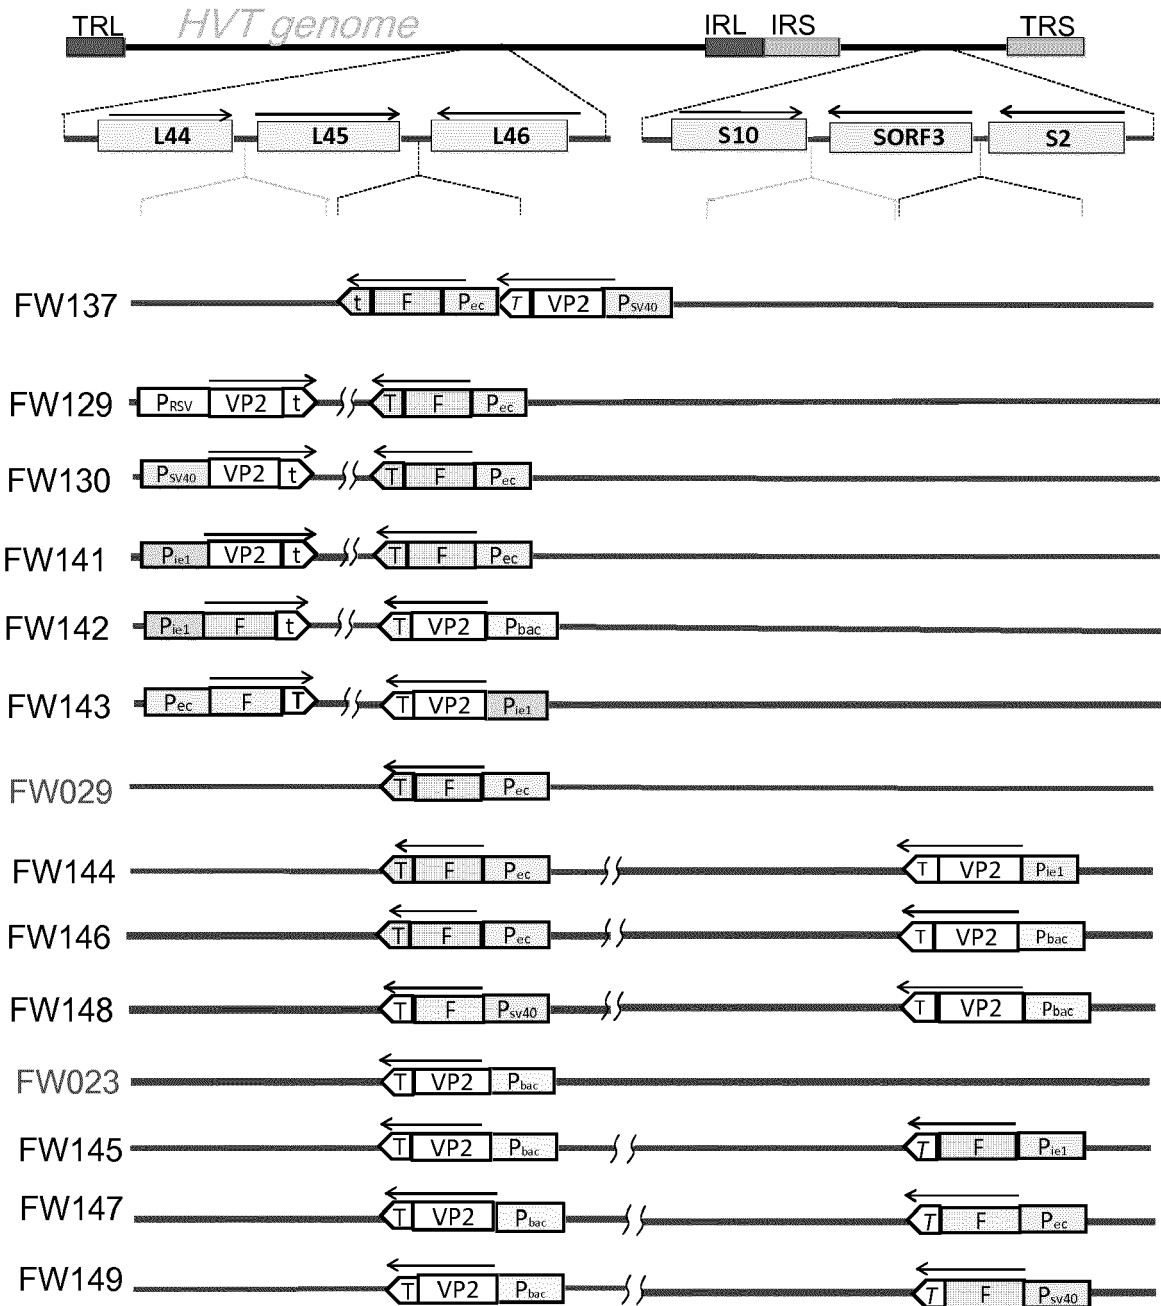 TRL HVT genome IRL IRS TRS
L44 L45 L46 S10 SORF3 S2
FW137 t F Pec T VP2 PSV40
FW129 PRSV VP2 t T F Pec
FW130 PSV40 VP2 t T F Pec
FW141 Pie1 VP2 t T F Pec
FW142 Pie1 F t T VP2 Pbac
FW143 Pec F T T VP2 Pie1
FW029 T F Pec
FW144 T F Pec T VP2 Pie1
FW146 T F Pec T VP2 Pbac
FW148 T F Psv40 T VP2 Pbac
FW023 T VP2 Pbac
FW145 T VP2 Pbac T F Pie1
FW147 T VP2 Pbac T F Pec
FW149 T VP2 Pbac T F Psv40